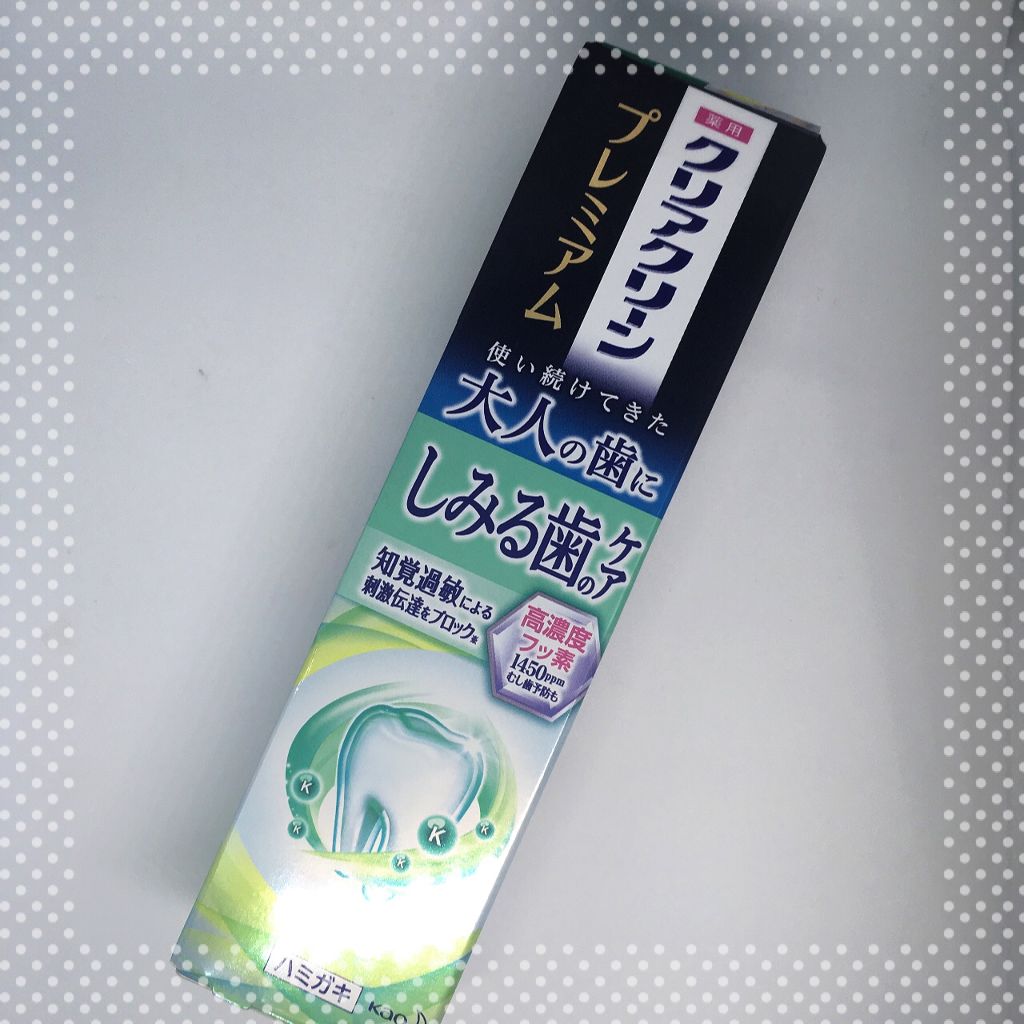 薬用
クリアクリーン
プレミアム
使い続けてきた
大人の歯に
しみる歯の
ケア
知覚過敏による
刺激伝達をブロック※
高濃度
フッ素
1450ppm
むし歯予防も
K
K
K
K
K
ハミガキ
Kao